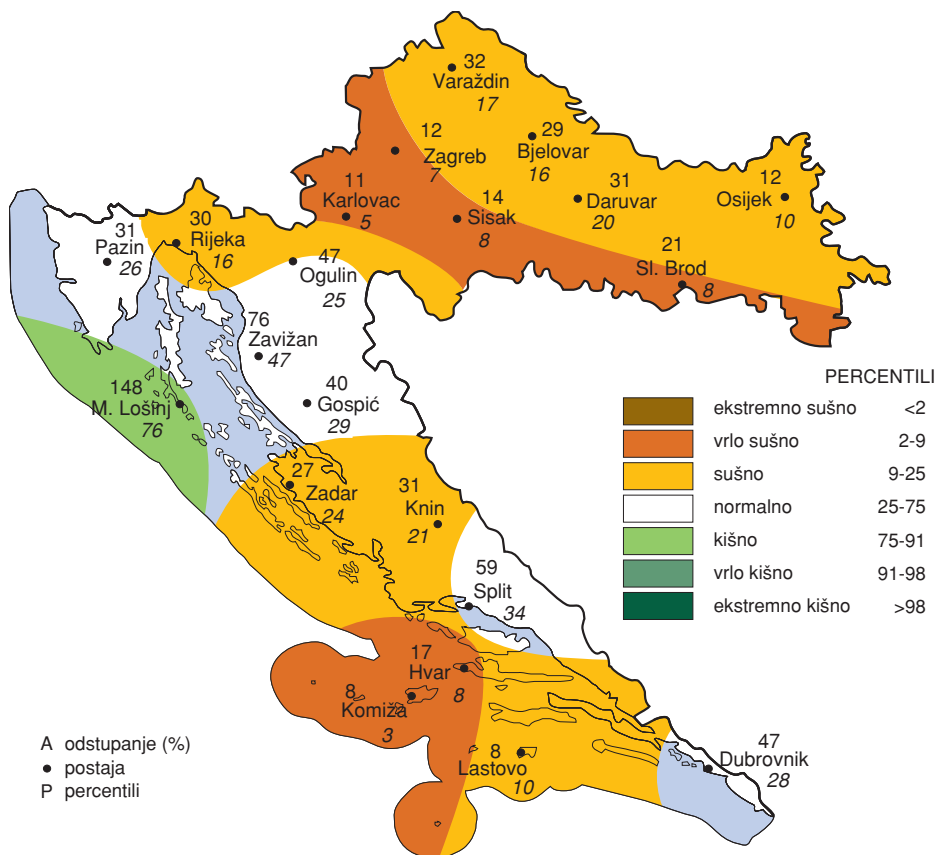 32
Varaždin
17
12
Zagreb
7
29
Bjelovar
16
11
Karlovac
5
14
Sisak
8
31
Daruvar
20
12
Osijek
10
31
Pazin
26
30
Rijeka
16
47
Ogulin
25
21
Sl. Brod
8
76
Zavižan
47
148
M. Lošinj
76
40
Gospić
29
27
Zadar
24
31
Knin
21
59
Split
34
17
Hvar
8
8
Komiža
3
8
Lastovo
10
47
Dubrovnik
28
PERCENTILI
ekstremno sušno <2
vrlo sušno 2-9
sušno 9-25
normalno 25-75
kišno 75-91
vrlo kišno 91-98
ekstremno kišno >98
A odstupanje (%)
● postaja
P percentili